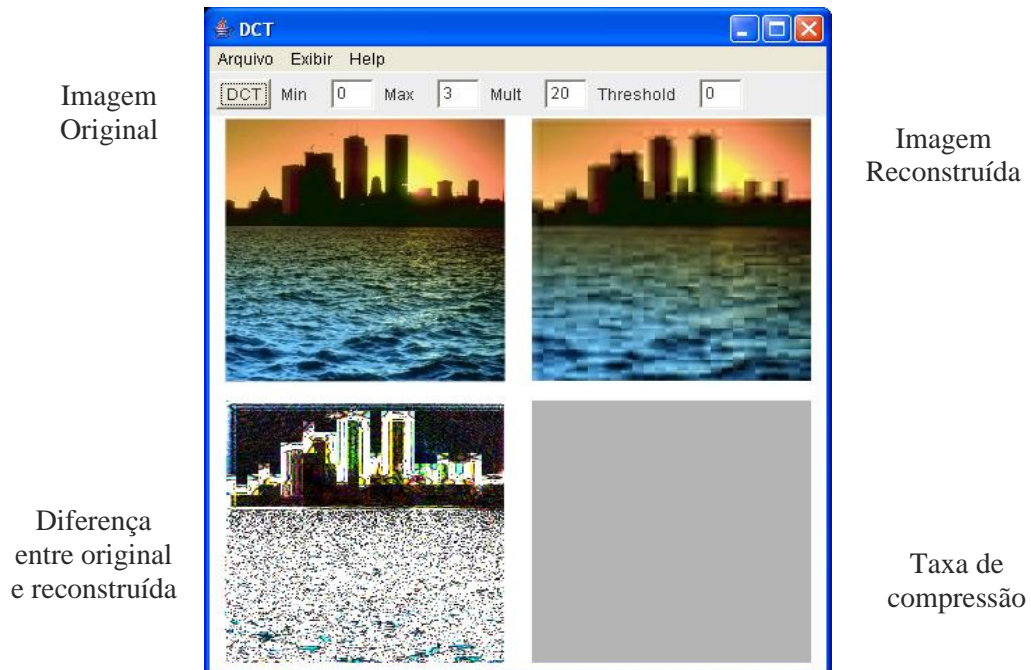 DCT
Arquivo Exibir Help
DCT Min 0 Max 3 Mult 20 Threshold 0
Imagem
Original
Imagem
Reconstruída
Diferença
entre original
e reconstruída
Taxa de
compressão